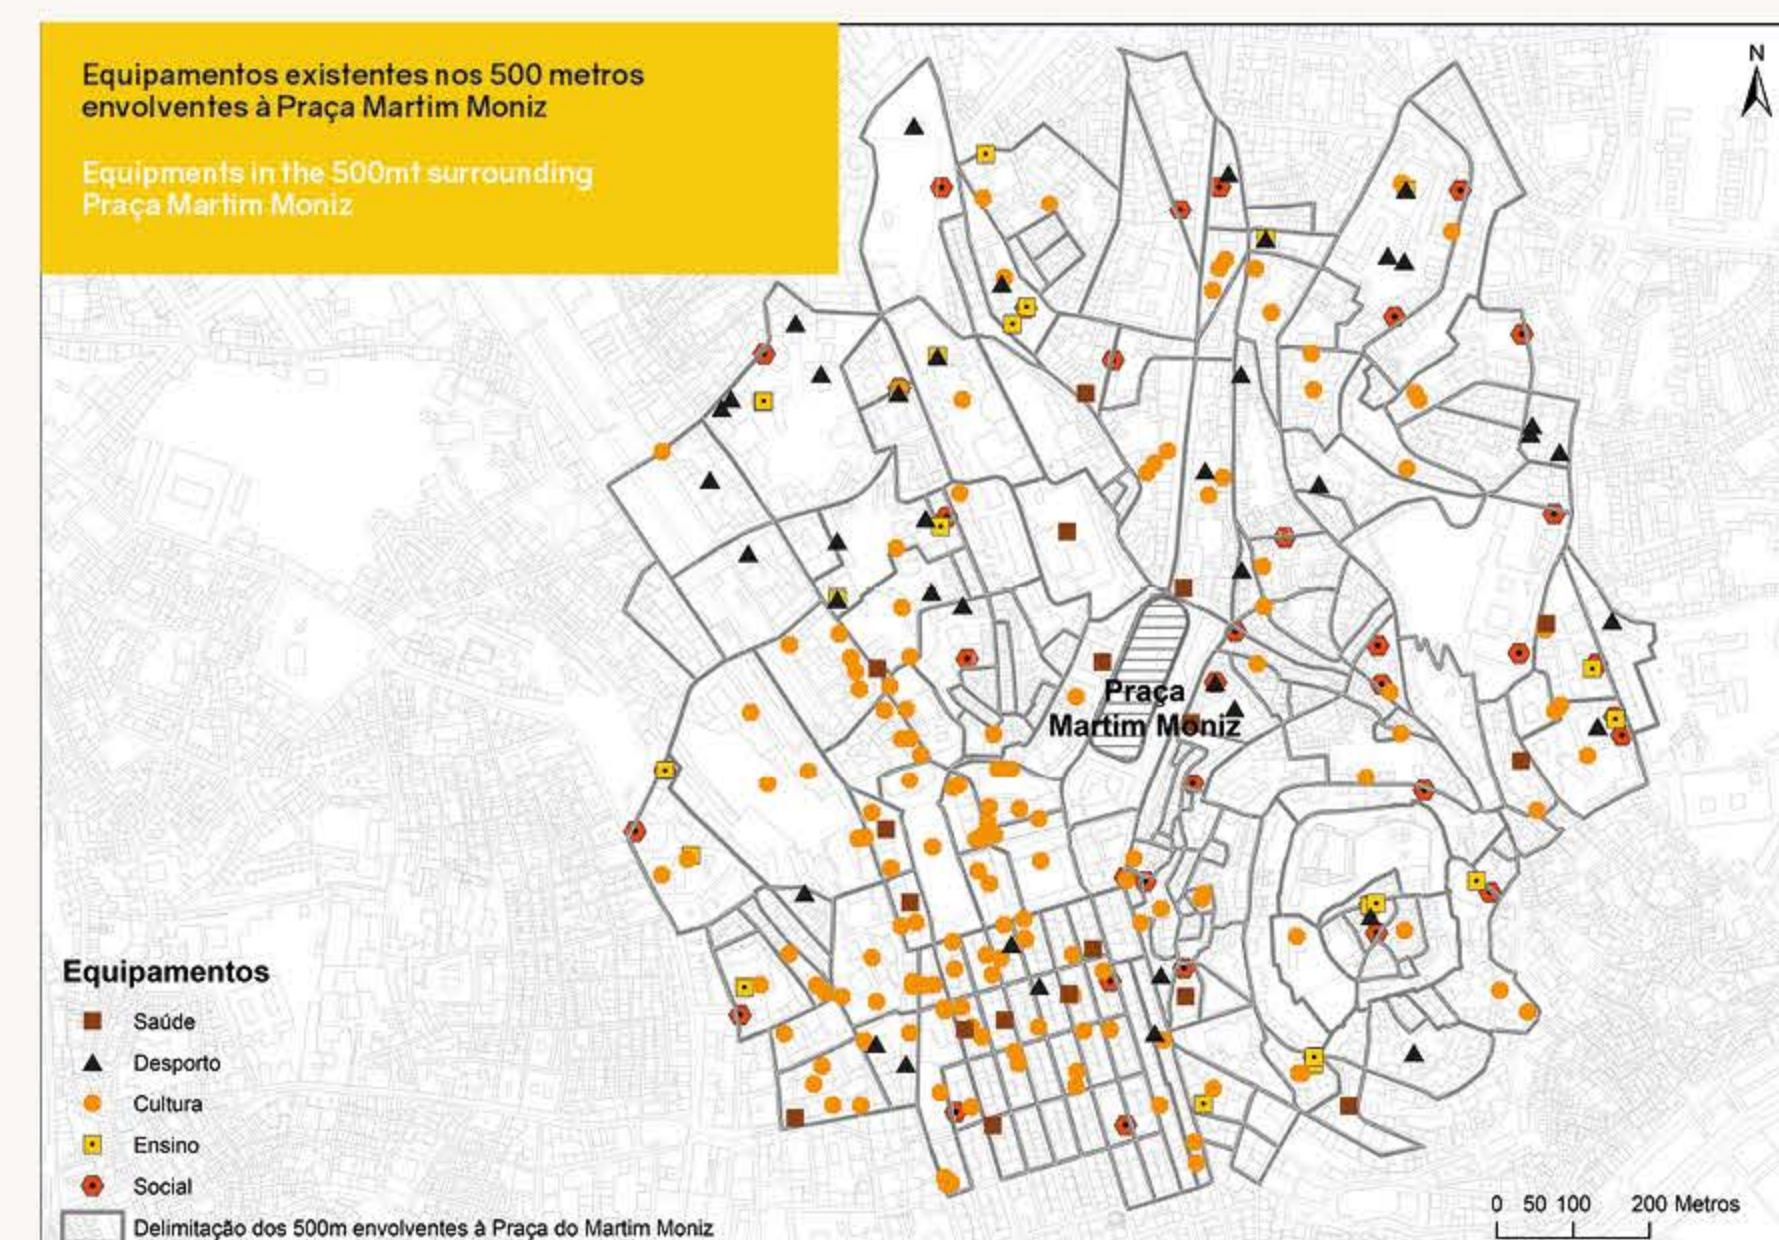 Equipamentos existentes nos 500 metros
envolventes à Praça Martim Moniz
Equipments in the 500mt surrounding
Praça Martim Moniz
N
Praça
Martim Moniz
Equipamentos
Saúde
Desporto
Cultura
Ensino
Social
Delimitação dos 500m envolventes à Praça do Martim Moniz
0 50 100 200 Metros